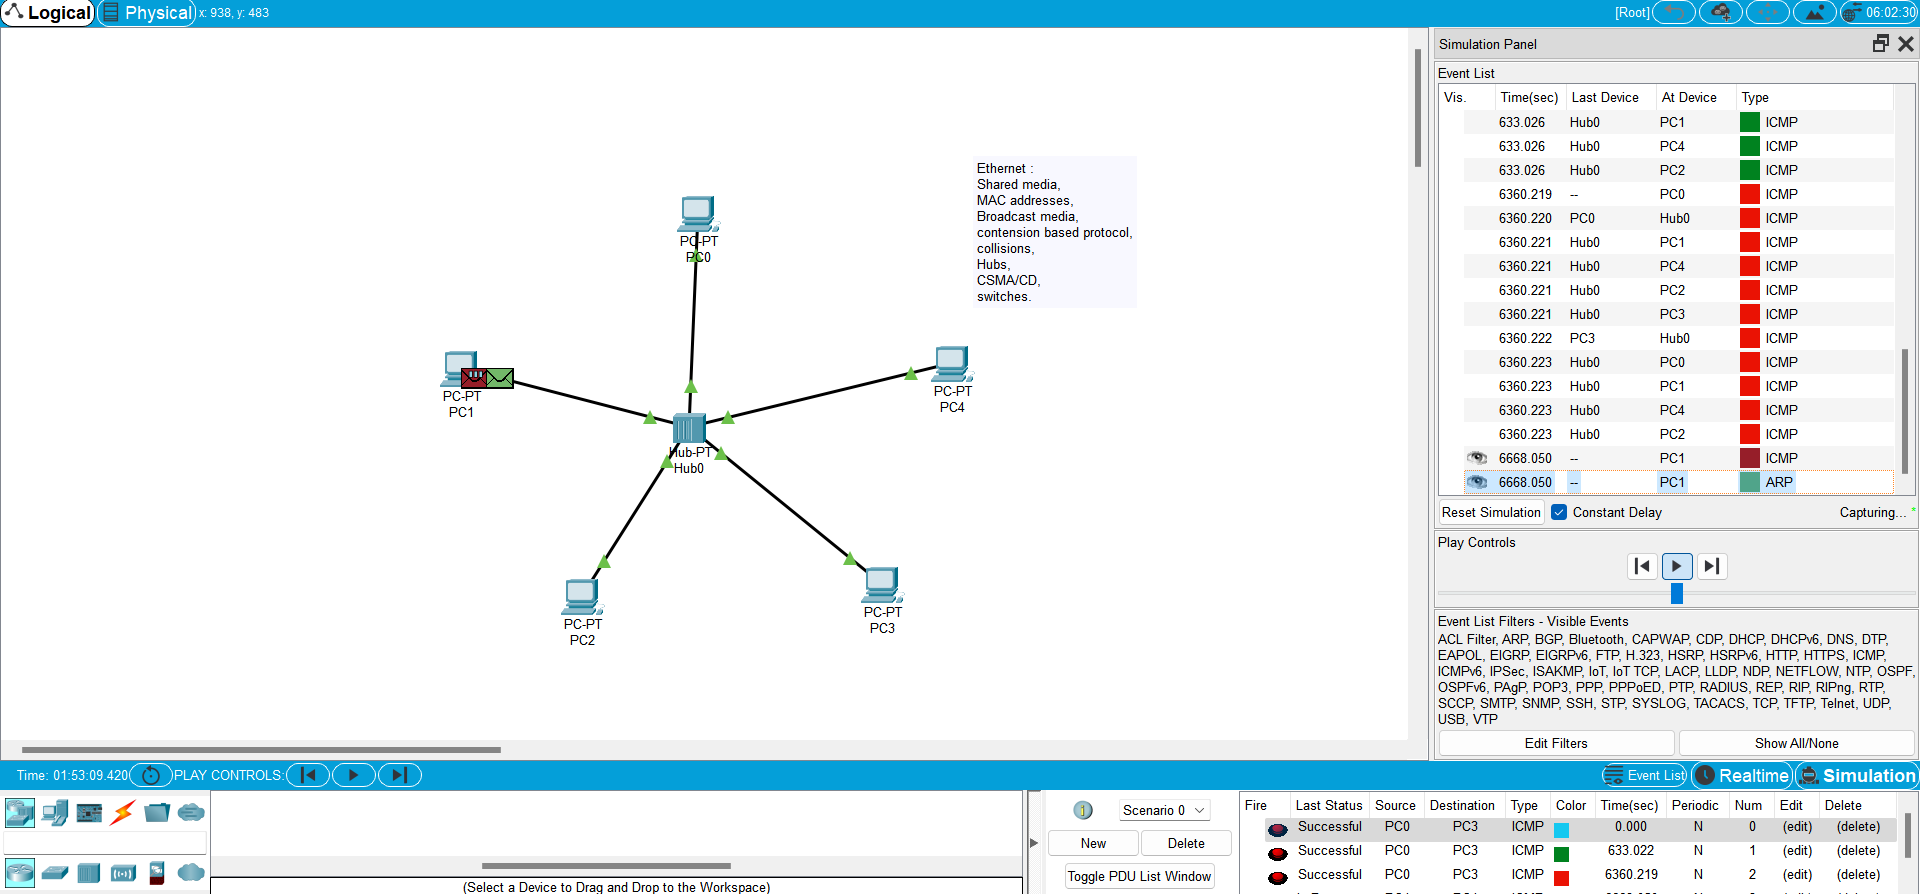 Logical
Physical x: 938, y: 483
[Root]
06:02:30
PC-PT
PC0
PC-PT
PC1
PC-PT
PC4
Hub-PT
Hub0
PC-PT
PC2
PC-PT
PC3
Ethernet :
Shared media,
MAC addresses,
Broadcast media,
contension based protocol,
collisions,
Hubs,
CSMA/CD,
switches.
Simulation Panel
Event List
Vis. Time(sec) Last Device At Device Type
633.026 Hub0 PC1 ICMP
633.026 Hub0 PC4 ICMP
633.026 Hub0 PC2 ICMP
6360.219 -- PC0 ICMP
6360.220 PC0 Hub0 ICMP
6360.221 Hub0 PC1 ICMP
6360.221 Hub0 PC4 ICMP
6360.221 Hub0 PC2 ICMP
6360.221 Hub0 PC3 ICMP
6360.222 PC3 Hub0 ICMP
6360.223 Hub0 PC0 ICMP
6360.223 Hub0 PC1 ICMP
6360.223 Hub0 PC4 ICMP
6360.223 Hub0 PC2 ICMP
6668.050 -- PC1 ICMP
6668.050 -- PC1 ARP
Reset Simulation Constant Delay Capturing... *
Play Controls
Event List Filters - Visible Events
ACL Filter, ARP, BGP, Bluetooth, CAPWAP, CDP, DHCP, DHCPv6, DNS, DTP,
EAPOL, EIGRP, EIGRPv6, FTP, H.323, HSRP, HSRPv6, HTTP, HTTPS, ICMP,
ICMPv6, IPSec, ISAKMP, IoT, IoT TCP, LACP, LLDP, NDP, NETFLOW, NTP, OSPF,
OSPFv6, PAgP, POP3, PPP, PPPoED, PTP, RADIUS, REP, RIP, RIPng, RTP,
SCCP, SMTP, SNMP, SSH, STP, SYSLOG, TACACS, TCP, TFTP, Telnet, UDP,
USB, VTP
Edit Filters Show All/None
Time: 01:53:09.420 PLAY CONTROLS:
Event List Realtime Simulation
(Select a Device to Drag and Drop to the Workspace)
Scenario 0
New Delete
Toggle PDU List Window
Fire Last Status Source Destination Type Color Time(sec) Periodic Num Edit Delete
Successful PC0 PC3 ICMP 0.000 N 0 (edit) (delete)
Successful PC0 PC3 ICMP 633.022 N 1 (edit) (delete)
Successful PC0 PC3 ICMP 6360.219 N 2 (edit) (delete)